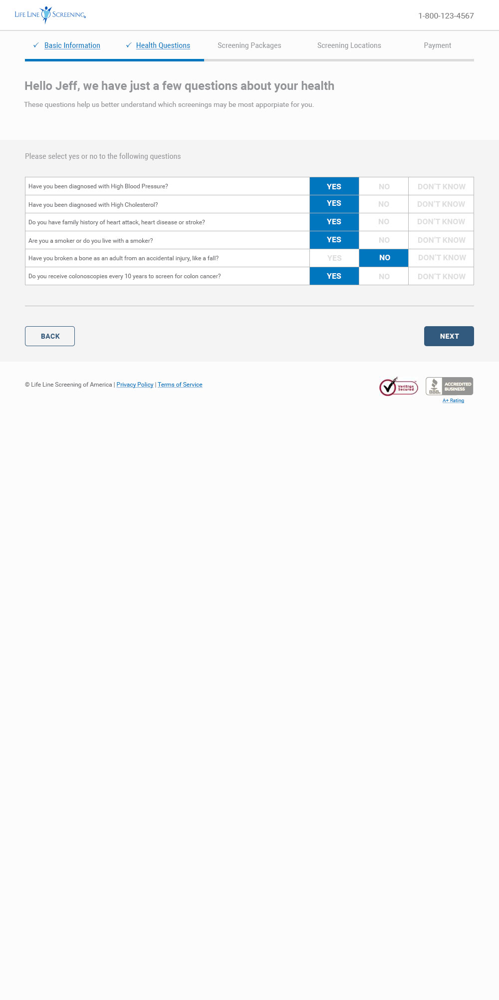 LIFE LINE SCREENING
1-800-123-4567
✓ Basic Information ✓ Health Questions Screening Packages Screening Locations Payment
Hello Jeff, we have just a few questions about your health
These questions help us better understand which screenings may be most apporpiate for you.
Please select yes or no to the following questions
Have you been diagnosed with High Blood Pressure? YES NO DON'T KNOW
Have you been diagnosed with High Cholesterol? YES NO DON'T KNOW
Do you have family history of heart attack, heart disease or stroke? YES NO DON'T KNOW
Are you a smoker or do you live with a smoker? YES NO DON'T KNOW
Have you broken a bone as an adult from an accidental injury, like a fall? YES NO DON'T KNOW
Do you receive colonoscopies every 10 years to screen for colon cancer? YES NO DON'T KNOW
BACK NEXT
© Life Line Screening of America | Privacy Policy | Terms of Service
VeriSign
Secured
BBB
ACCREDITED
BUSINESS
A+ Rating